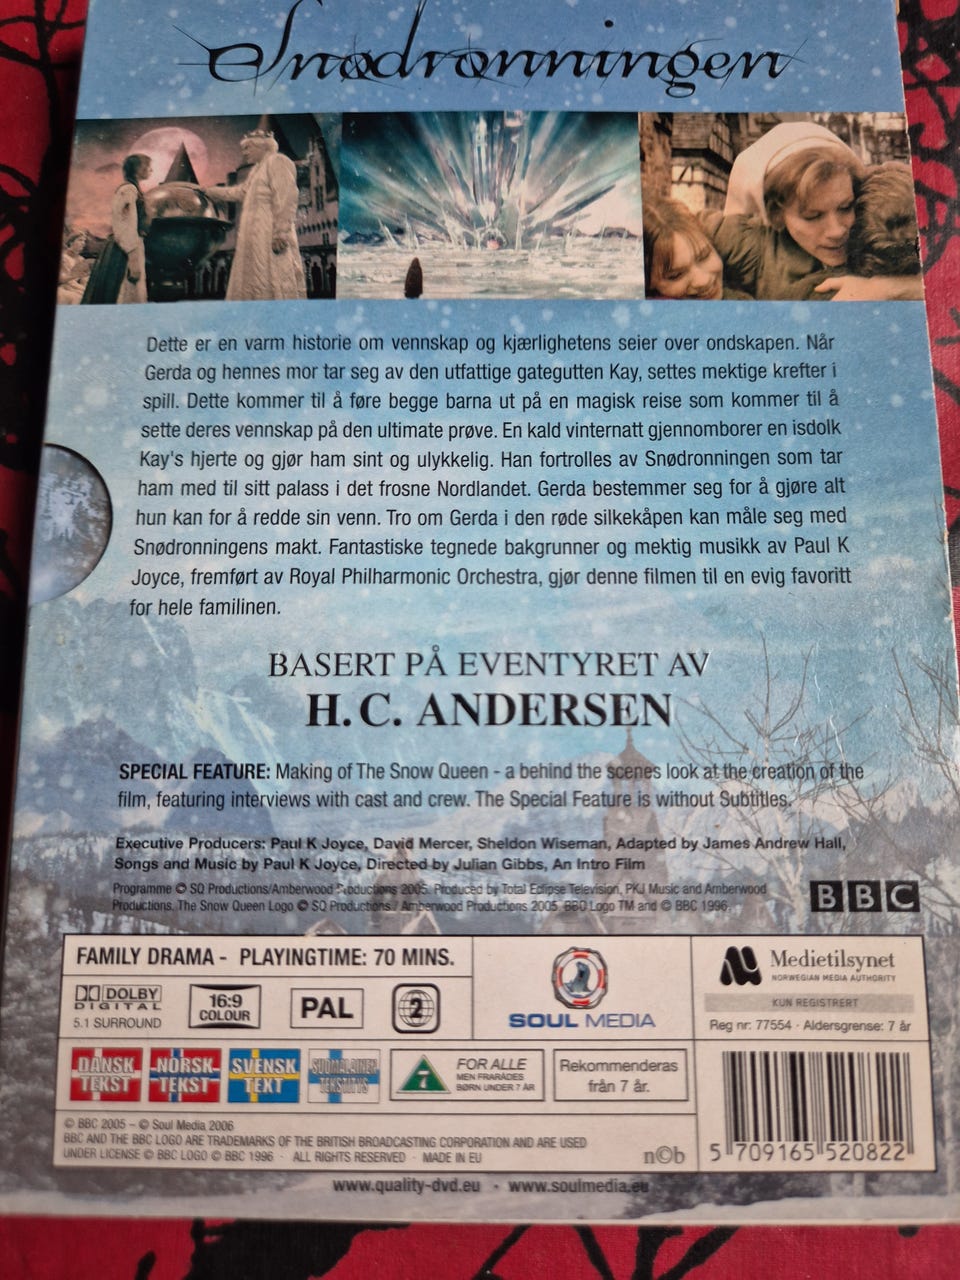 Snødronningen
Dette er en varm historie om vennskap og kjærlighetens seier over ondskapen. Når
Gerda og hennes mor tar seg av den utfattige gategutten Kay, settes mektige krefter i
spill. Dette kommer til å føre begge barna ut på en magisk reise som kommer til å
sette deres vennskap på den ultimate prøve. En kald vinternatt gjennomborer en isdolk
Kay's hjerte og gjør ham sint og ulykkelig. Han fortrolles av Snødronningen som tar
ham med til sitt palass i det frosne Nordlandet. Gerda bestemmer seg for å gjøre alt
hun kan for å redde sin venn. Tro om Gerda i den røde silkekåpen kan måle seg med
Snødronningens makt. Fantastiske tegnede bakgrunner og mektig musikk av Paul K
Joyce, fremført av Royal Philharmonic Orchestra, gjør denne filmen til en evig favoritt
for hele familinen.
BASERT PÅ EVENTYRET AV
H. C. ANDERSEN
SPECIAL FEATURE: Making of The Snow Queen - a behind the scenes look at the creation of the
film, featuring interviews with cast and crew. The Special Feature is without Subtitles.
Executive Producers: Paul K Joyce, David Mercer, Sheldon Wiseman, Adapted by James Andrew Hall,
Songs and Music by Paul K Joyce, Directed by Julian Gibbs, An Intro Film
Programme © SQ Productions/Amberwood Productions 2005. Produced by Total Eclipse Television, PKJ Music and Amberwood
Productions. The Snow Queen Logo © SQ Productions / Amberwood Productions 2005 BBC Logo TM and © BBC 1996.
BBC
FAMILY DRAMA - PLAYINGTIME: 70 MINS.
DOLBY
DIGITAL
5.1 SURROUND
16:9
COLOUR
PAL
2
SOUL MEDIA
Medietilsynet
NORWEGIAN MEDIA AUTHORITY
KUN REGISTRERT
Reg nr: 77554 · Aldersgrense: 7 år
DANSK
TEKST
NORSK
TEKST
SVENSK
TEXT
SUOMALAINEN
TEKSTITYS
7
FOR ALLE
MEN FRARÅDES
BØRN UNDER 7 ÅR
Rekommenderas
från 7 år.
© BBC 2005 – © Soul Media 2006
BBC AND THE BBC LOGO ARE TRADEMARKS OF THE BRITISH BROADCASTING CORPORATION AND ARE USED
UNDER LICENSE © BBC LOGO © BBC 1996 · ALL RIGHTS RESERVED · MADE IN EU
n©b
5 709165 520822
www.quality-dvd.eu · www.soulmedia.eu